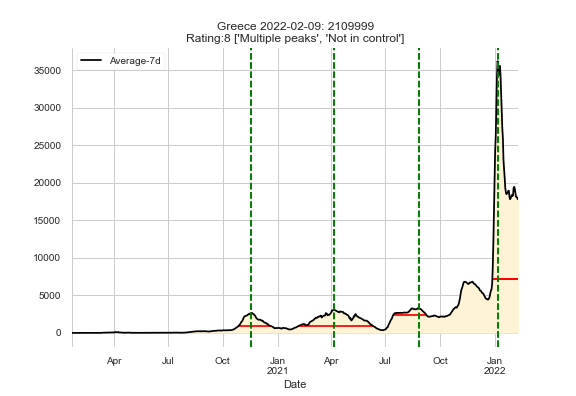 Greece 2022-02-09: 2109999
Rating:8 ['Multiple peaks', 'Not in control']
Average-7d
35000
30000
25000
20000
15000
10000
5000
0
Apr Jul Oct Jan Apr Jul Oct Jan
2021 2022
Date